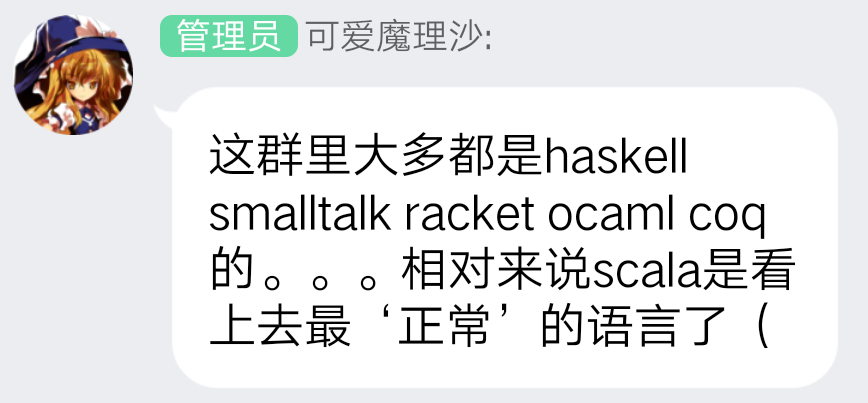 管理员 可爱魔理沙:
这群里大多都是haskell
smalltalk racket ocaml coq
的。。。相对来说scala是看
上去最‘正常’的语言了（